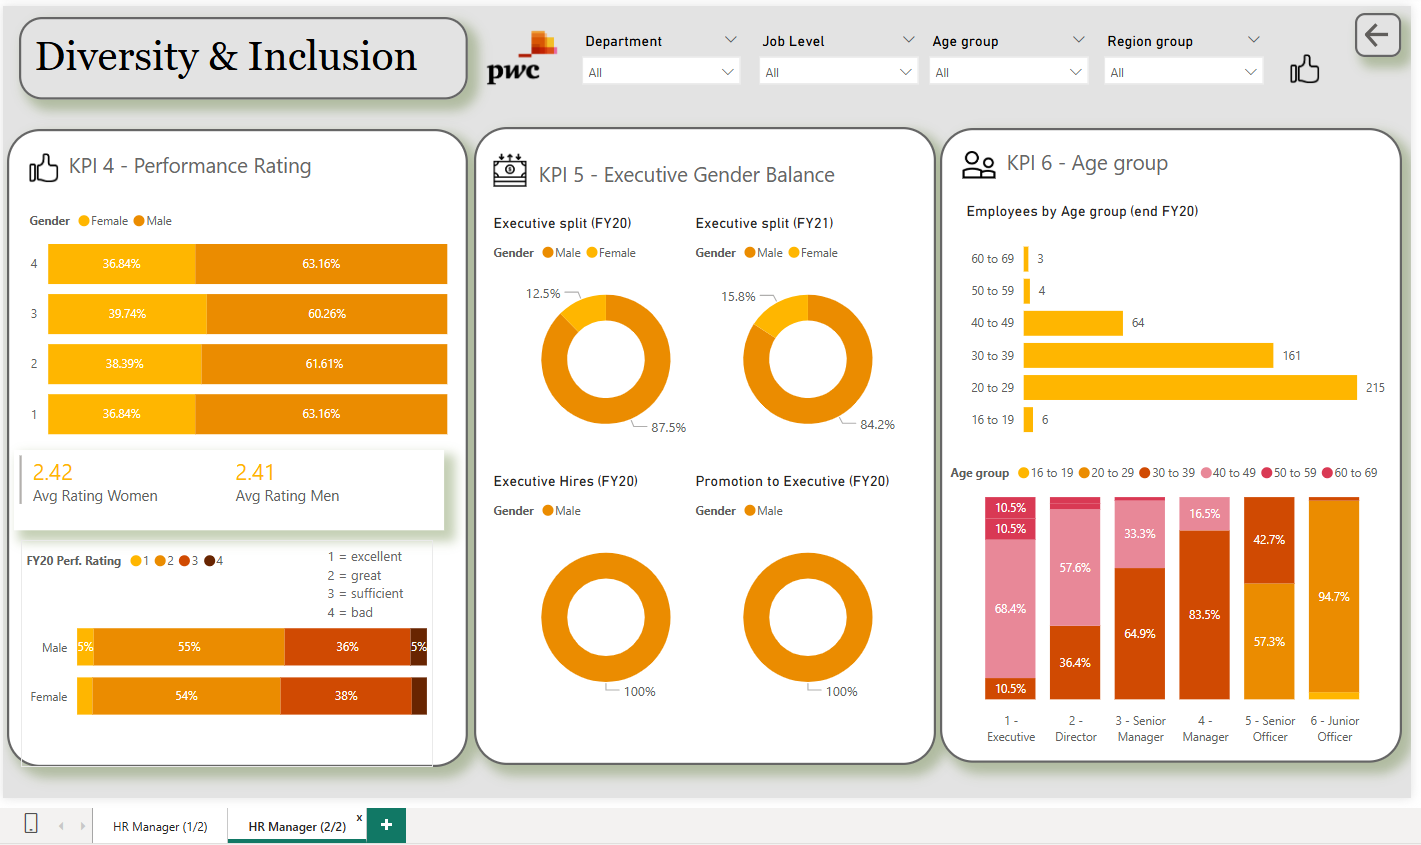 Diversity & Inclusion
pwc
Department
All
Job Level
All
Age group
All
Region group
All
KPI 4 - Performance Rating
Gender Female Male
4 36.84% 63.16%
3 39.74% 60.26%
2 38.39% 61.61%
1 36.84% 63.16%
2.42
Avg Rating Women
2.41
Avg Rating Men
FY20 Perf. Rating 1 2 3 4
1 = excellent
2 = great
3 = sufficient
4 = bad
Male 5% 55% 36% 5%
Female 54% 38%
KPI 5 - Executive Gender Balance
Executive split (FY20)
Gender Male Female
12.5%
87.5%
Executive split (FY21)
Gender Male Female
15.8%
84.2%
Executive Hires (FY20)
Gender Male
100%
Promotion to Executive (FY20)
Gender Male
100%
KPI 6 - Age group
Employees by Age group (end FY20)
60 to 69 3
50 to 59 4
40 to 49 64
30 to 39 161
20 to 29 215
16 to 19 6
Age group 16 to 19 20 to 29 30 to 39 40 to 49 50 to 59 60 to 69
10.5%
10.5%
68.4%
10.5%
57.6%
36.4%
33.3%
64.9%
16.5%
83.5%
42.7%
57.3%
94.7%
1 -
Executive
2 -
Director
3 - Senior
Manager
4 -
Manager
5 - Senior
Officer
6 - Junior
Officer
HR Manager (1/2)
HR Manager (2/2)
x
+